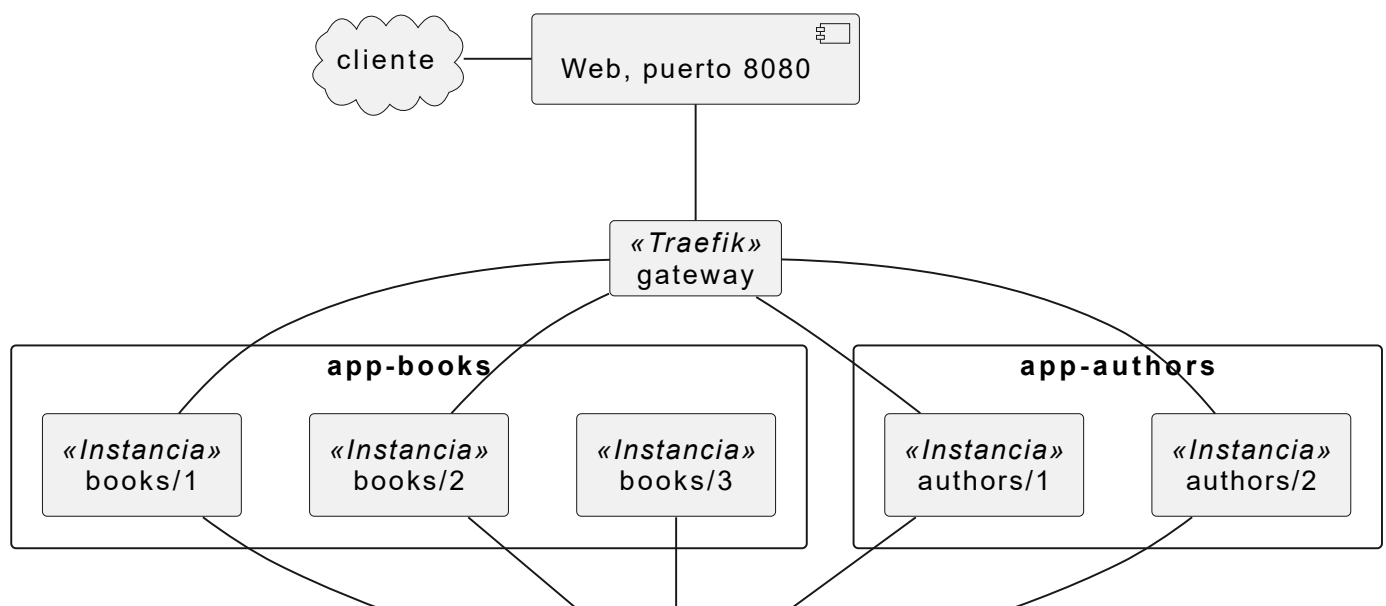 cliente
Web, puerto 8080
«Traefik»
gateway
app-books
app-authors
«Instancia»
books/1
«Instancia»
books/2
«Instancia»
books/3
«Instancia»
authors/1
«Instancia»
authors/2